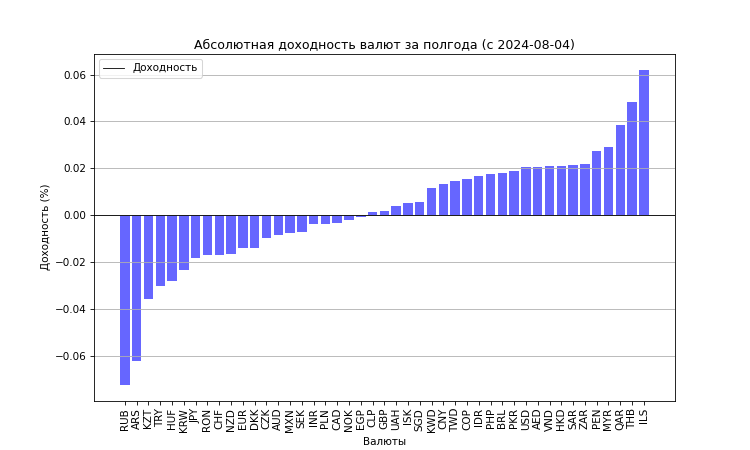 Абсолютная доходность валют за полгода (с 2024-08-04)
Доходность
0.06
0.04
0.02
0.00
−0.02
−0.04
−0.06
Доходность (%)
RUB ARS KZT TRY HUF KRW JPY RON CHF NZD EUR DKK CZK AUD MXN SEK INR PLN CAD NOK EGP CLP GBP UAH ISK SGD KWD CNY TWD COP IDR PHP BRL PKR USD AED VND HKD SAR ZAR PEN MYR QAR THB ILS
Валюты